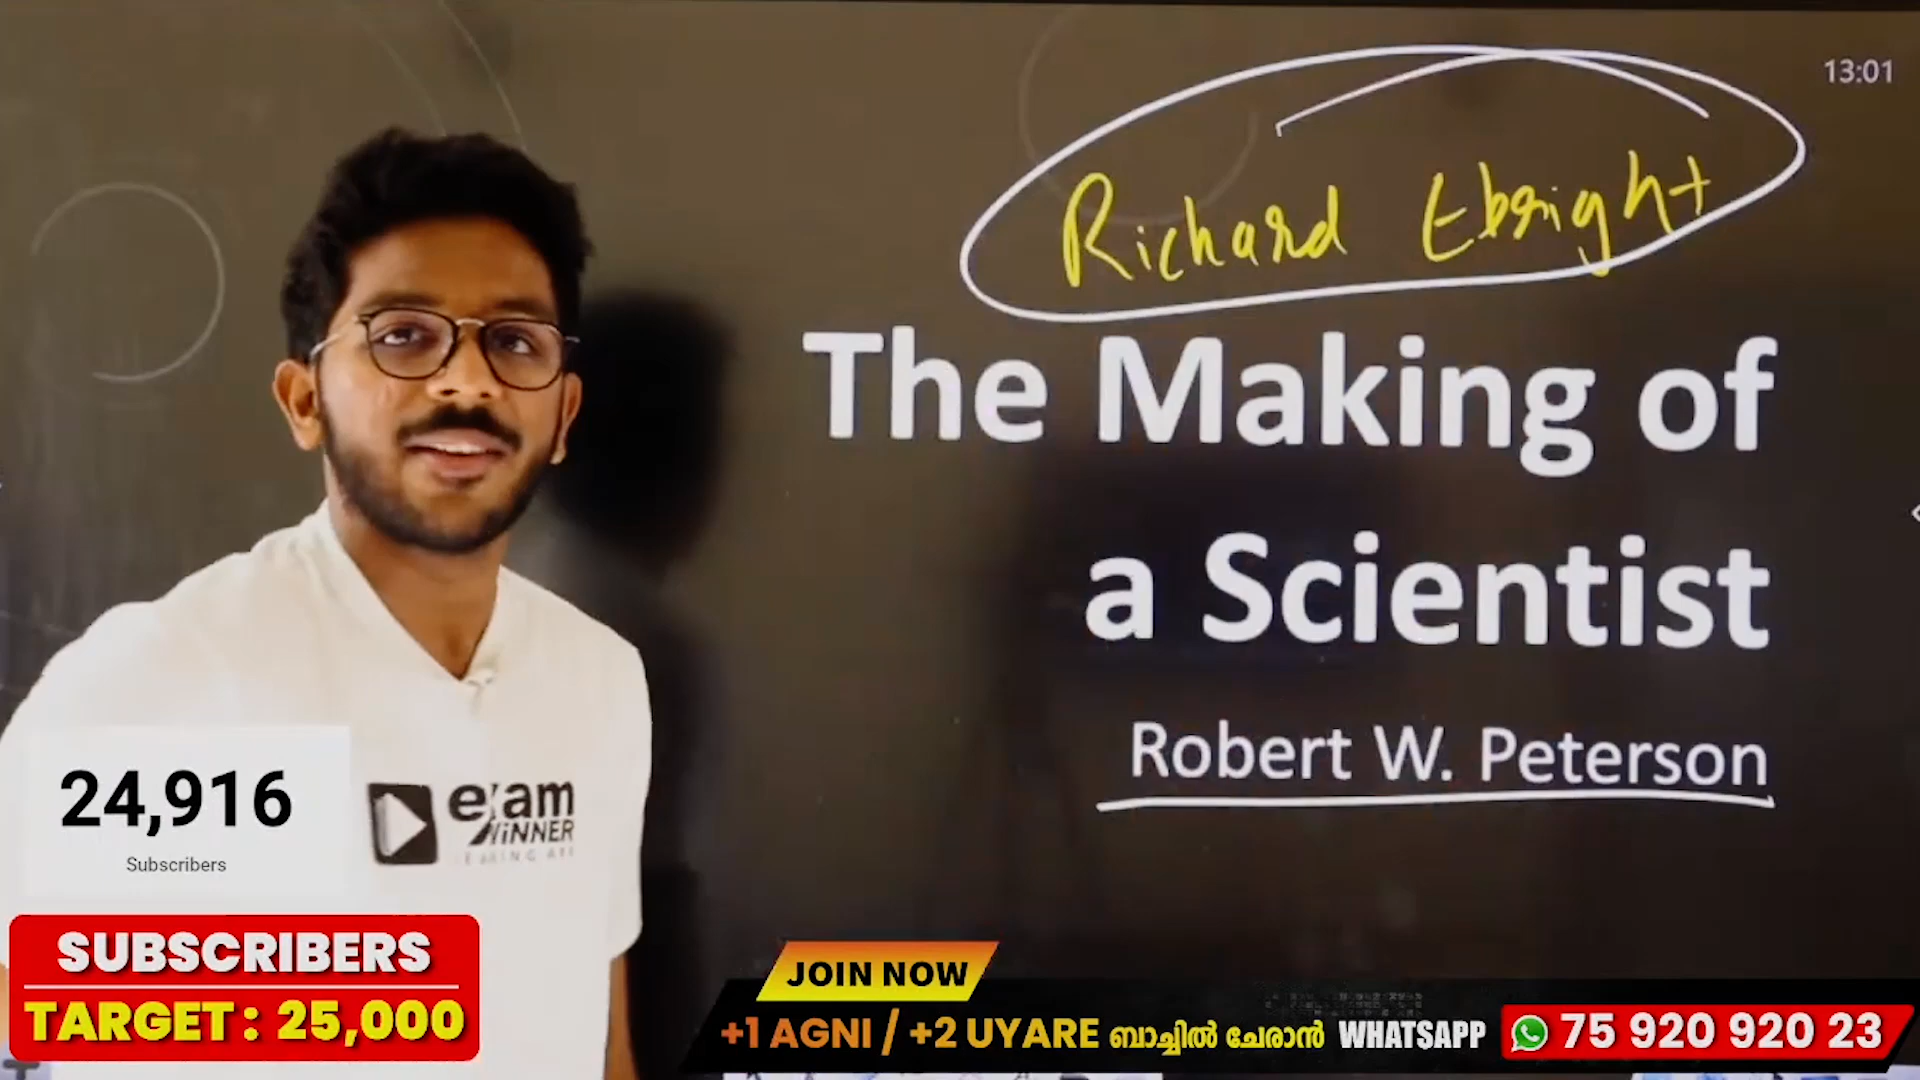 13:01
Richard Ebright
The Making of
a Scientist
Robert W. Peterson
24,916
Subscribers
exam
WINNER
SUBSCRIBERS
TARGET : 25,000
JOIN NOW
+1 AGNI / +2 UYARE ബാച്ചിൽ ചേരാൻ WHATSAPP 75 920 920 23